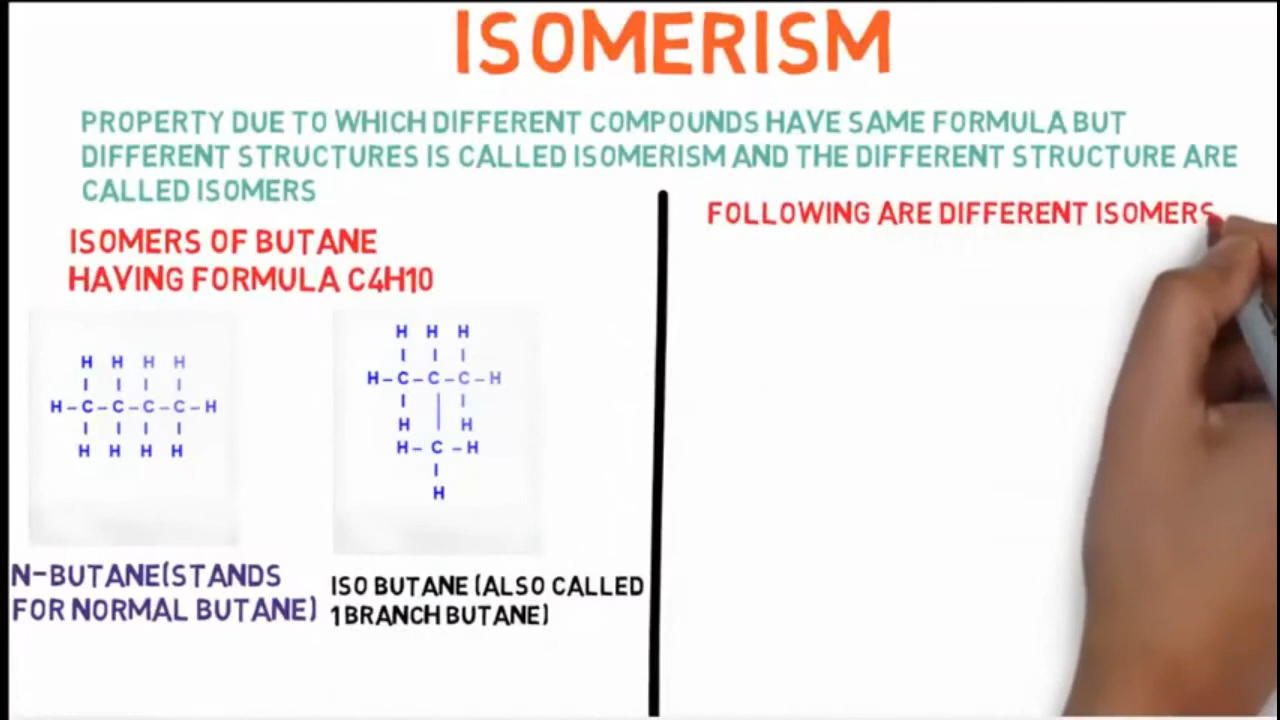 ISOMERISM
PROPERTY DUE TO WHICH DIFFERENT COMPOUNDS HAVE SAME FORMULA BUT
DIFFERENT STRUCTURES IS CALLED ISOMERISM AND THE DIFFERENT STRUCTURE ARE
CALLED ISOMERS
ISOMERS OF BUTANE
HAVING FORMULA C4H10
H H H H
H-C-C-C-C-H
H H H H
N-BUTANE(STANDS
FOR NORMAL BUTANE)
H H H
H-C-C-C-H
H H
H-C-H
H
ISO BUTANE (ALSO CALLED
1 BRANCH BUTANE)
FOLLOWING ARE DIFFERENT ISOMERS